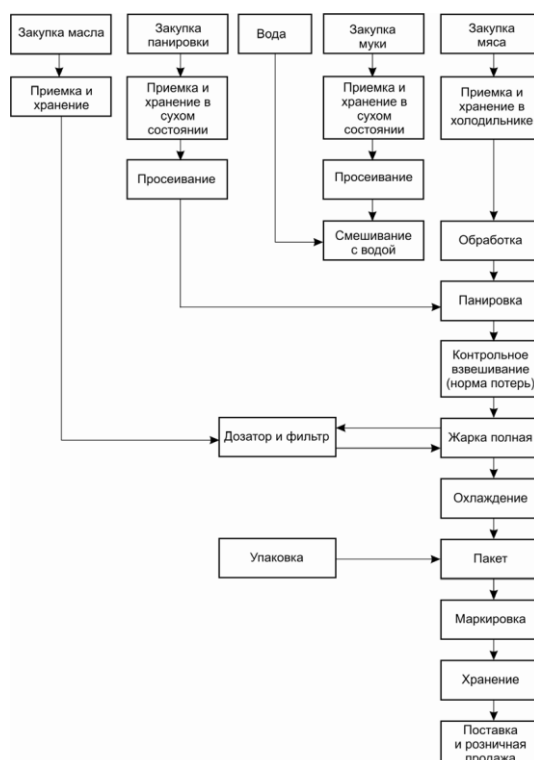 Закупка масла
Закупка
панировки
Вода
Закупка
муки
Закупка
мяса
Приемка и
хранение
Приемка и
хранение в
сухом
состоянии
Приемка и
хранение в
сухом
состоянии
Приемка и
хранение в
холодильнике
Просеивание
Просеивание
Смешивание
с водой
Обработка
Панировка
Контрольное
взвешивание
(норма потерь)
Дозатор и фильтр
Жарка полная
Охлаждение
Упаковка
Пакет
Маркировка
Хранение
Поставка
и розничная
продажа